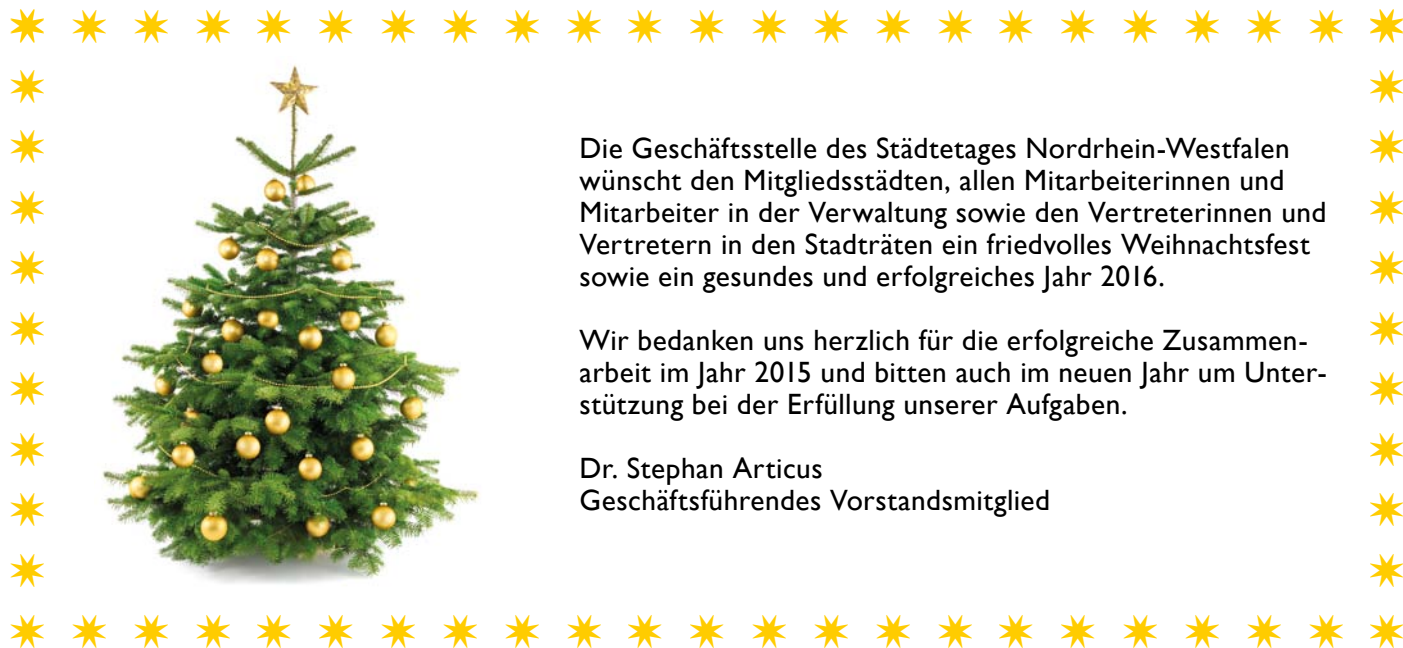 Die Geschäftsstelle des Städtetages Nordrhein-Westfalen
wünscht den Mitgliedsstädten, allen Mitarbeiterinnen und
Mitarbeiter in der Verwaltung sowie den Vertreterinnen und
Vertretern in den Stadträten ein friedvolles Weihnachtsfest
sowie ein gesundes und erfolgreiches Jahr 2016.
Wir bedanken uns herzlich für die erfolgreiche Zusammen-
arbeit im Jahr 2015 und bitten auch im neuen Jahr um Unter-
stützung bei der Erfüllung unserer Aufgaben.
Dr. Stephan Articus
Geschäftsführendes Vorstandsmitglied